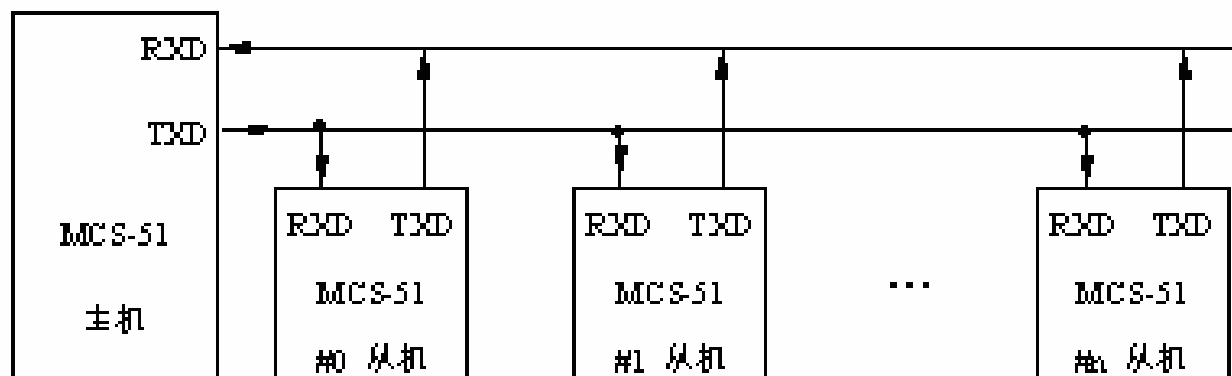 RXD
TXD
MCS-51
主机
RXD TXD
MCS-51
#0 从机
RXD TXD
MCS-51
#1 从机
...
RXD TXD
MCS-51
#n 从机